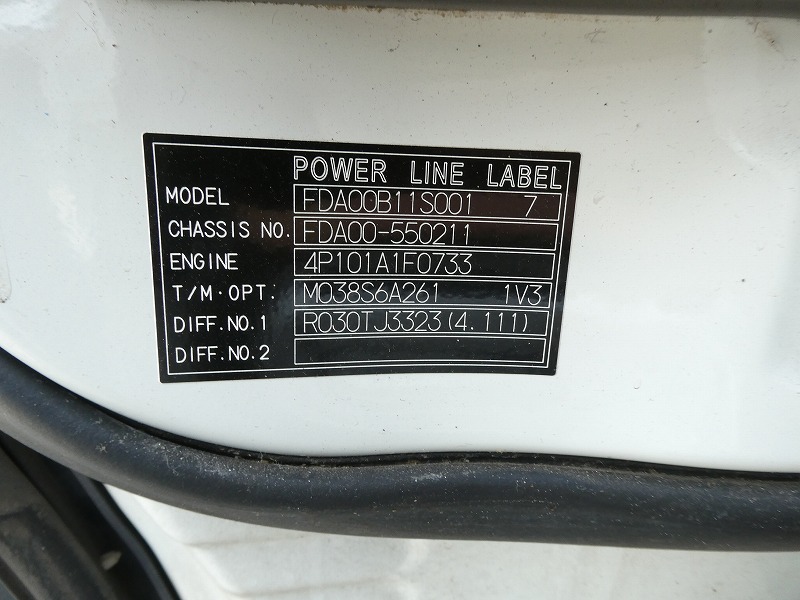 POWER LINE LABEL
MODEL FDA00B11S001 7
CHASSIS NO. FDA00-550211
ENGINE 4P101A1F0733
T/M·OPT. M038S6A261 1V3
DIFF.NO.1 R030TJ3323(4.111)
DIFF.NO.2